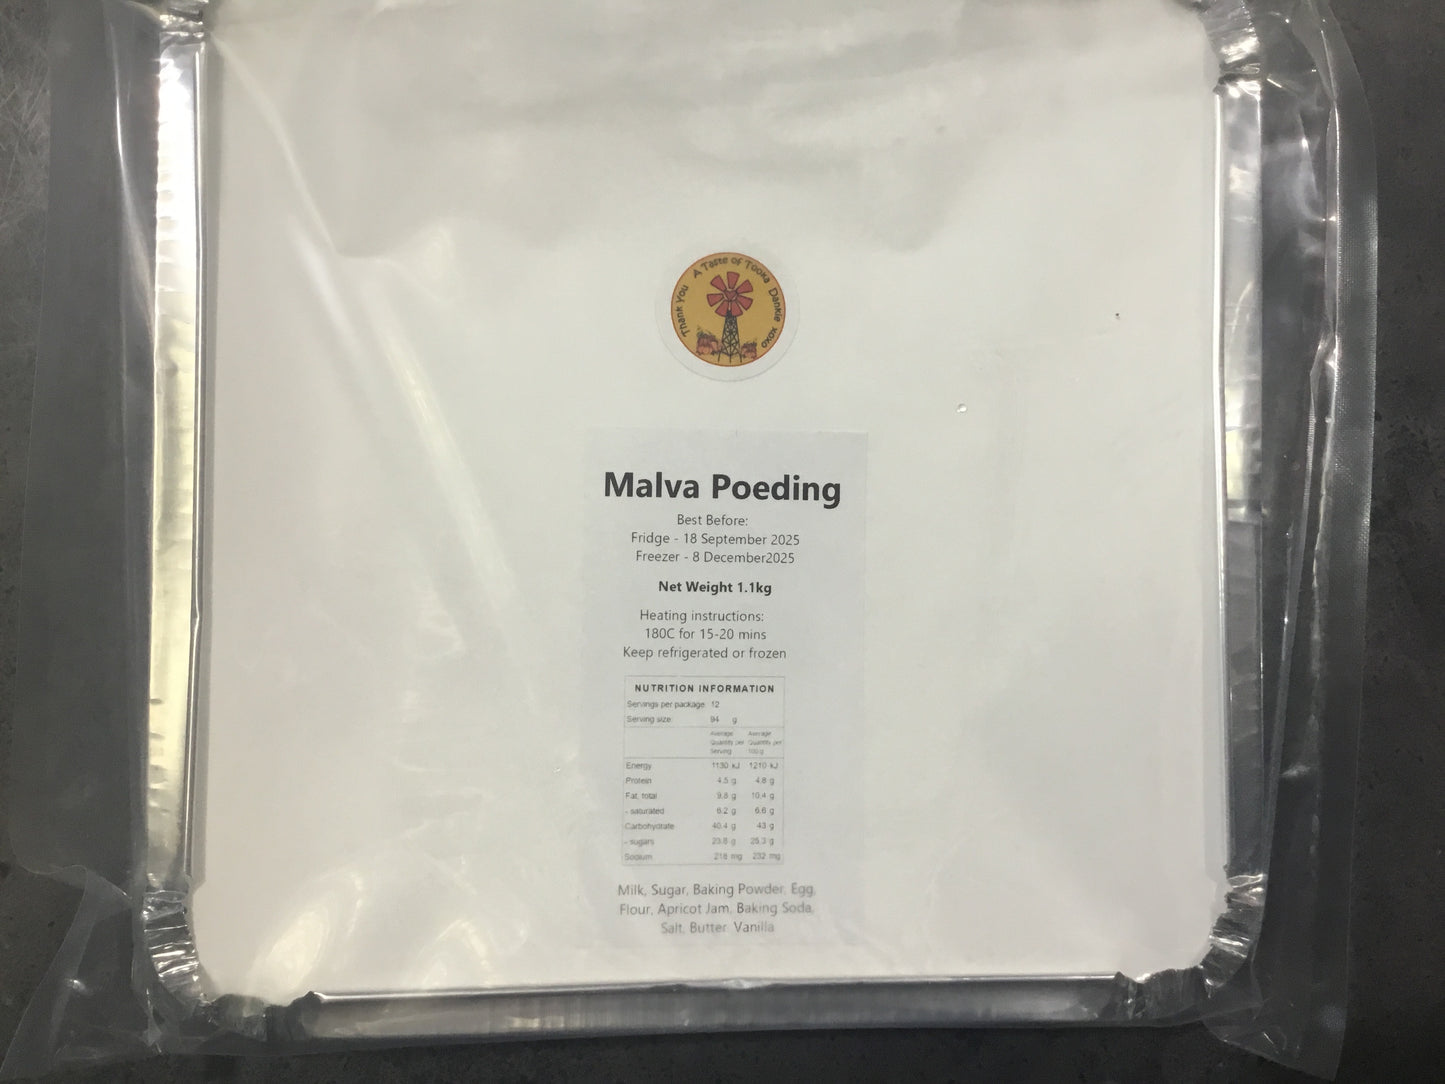 Thank You A Taste of Tooka Dankie xoxo
Malva Poeding
Best Before:
Fridge - 18 September 2025
Freezer - 8 December2025
Net Weight 1.1kg
Heating instructions:
180C for 15-20 mins
Keep refrigerated or frozen
NUTRITION INFORMATION
Servings per package: 12
Serving size: 94 g
Average Quantity per Serving Average Quantity per 100 g
Energy 1130 kJ 1210 kJ
Protein 4.5 g 4.8 g
Fat, total 9.8 g 10.4 g
- saturated 6.2 g 6.6 g
Carbohydrate 40.4 g 43 g
- sugars 23.8 g 25.3 g
Sodium 218 mg 232 mg
Milk, Sugar, Baking Powder, Egg,
Flour, Apricot Jam, Baking Soda,
Salt, Butter, Vanilla